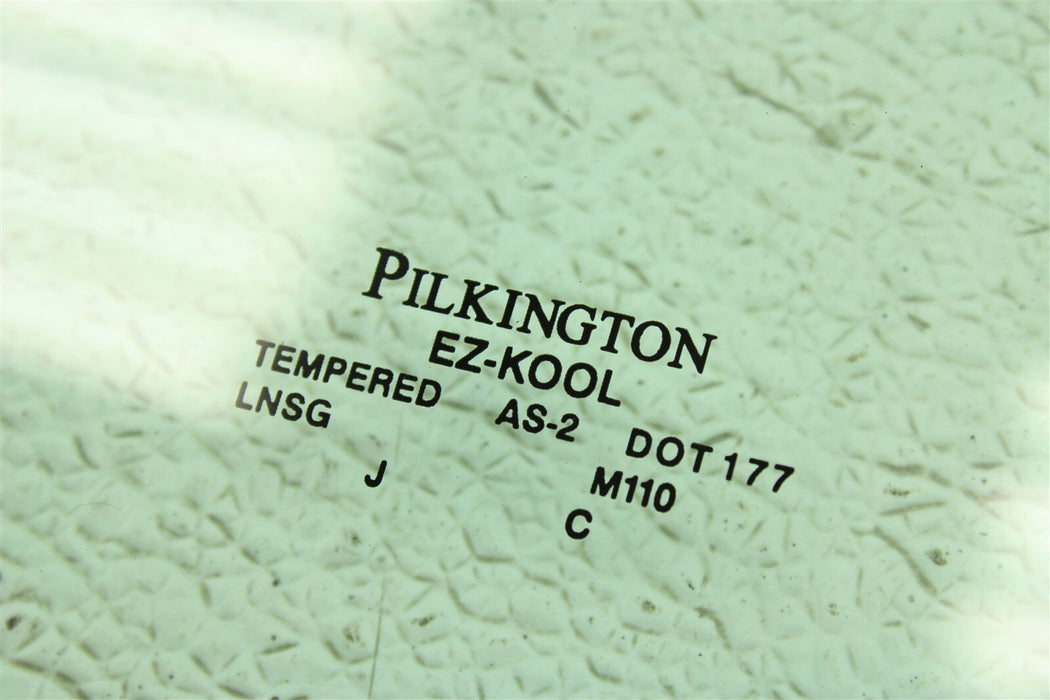 PILKINGTON
EZ-KOOL
TEMPERED AS-2 DOT 177
LNSG M110
J C